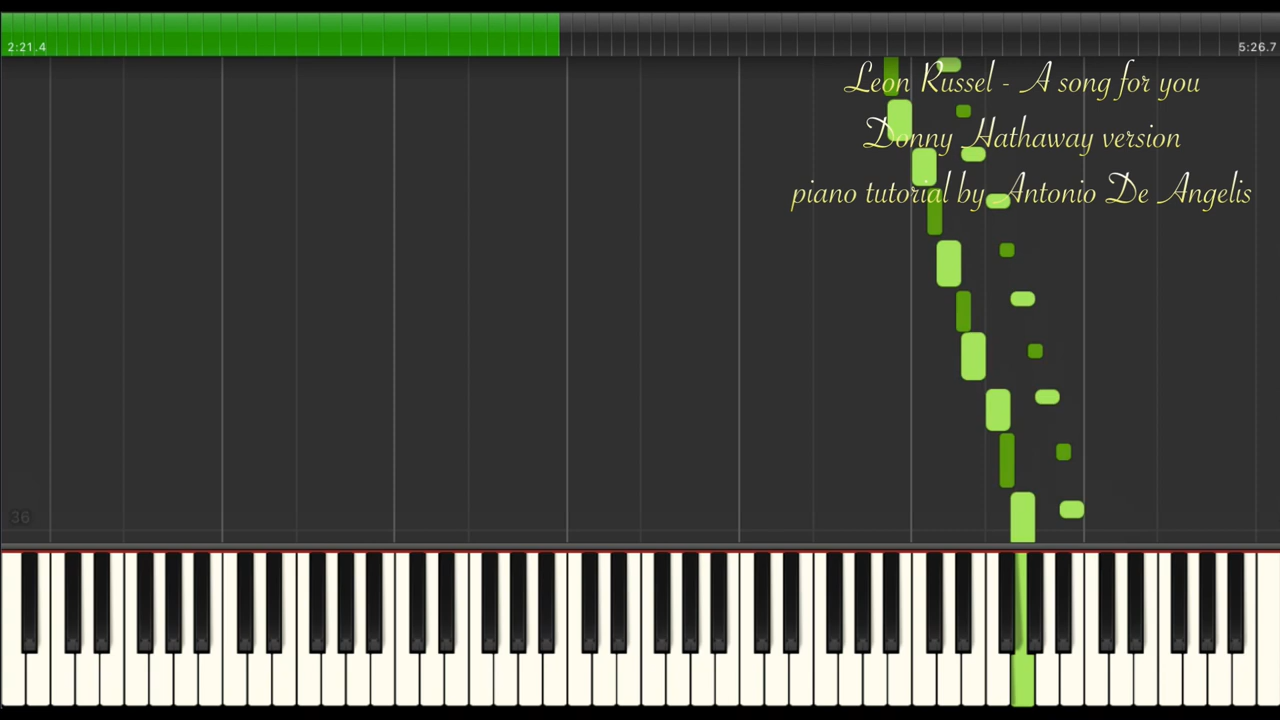 2:21.4
5:26.7
Leon Russel - A song for you
Donny Hathaway version
piano tutorial by Antonio De Angelis
36